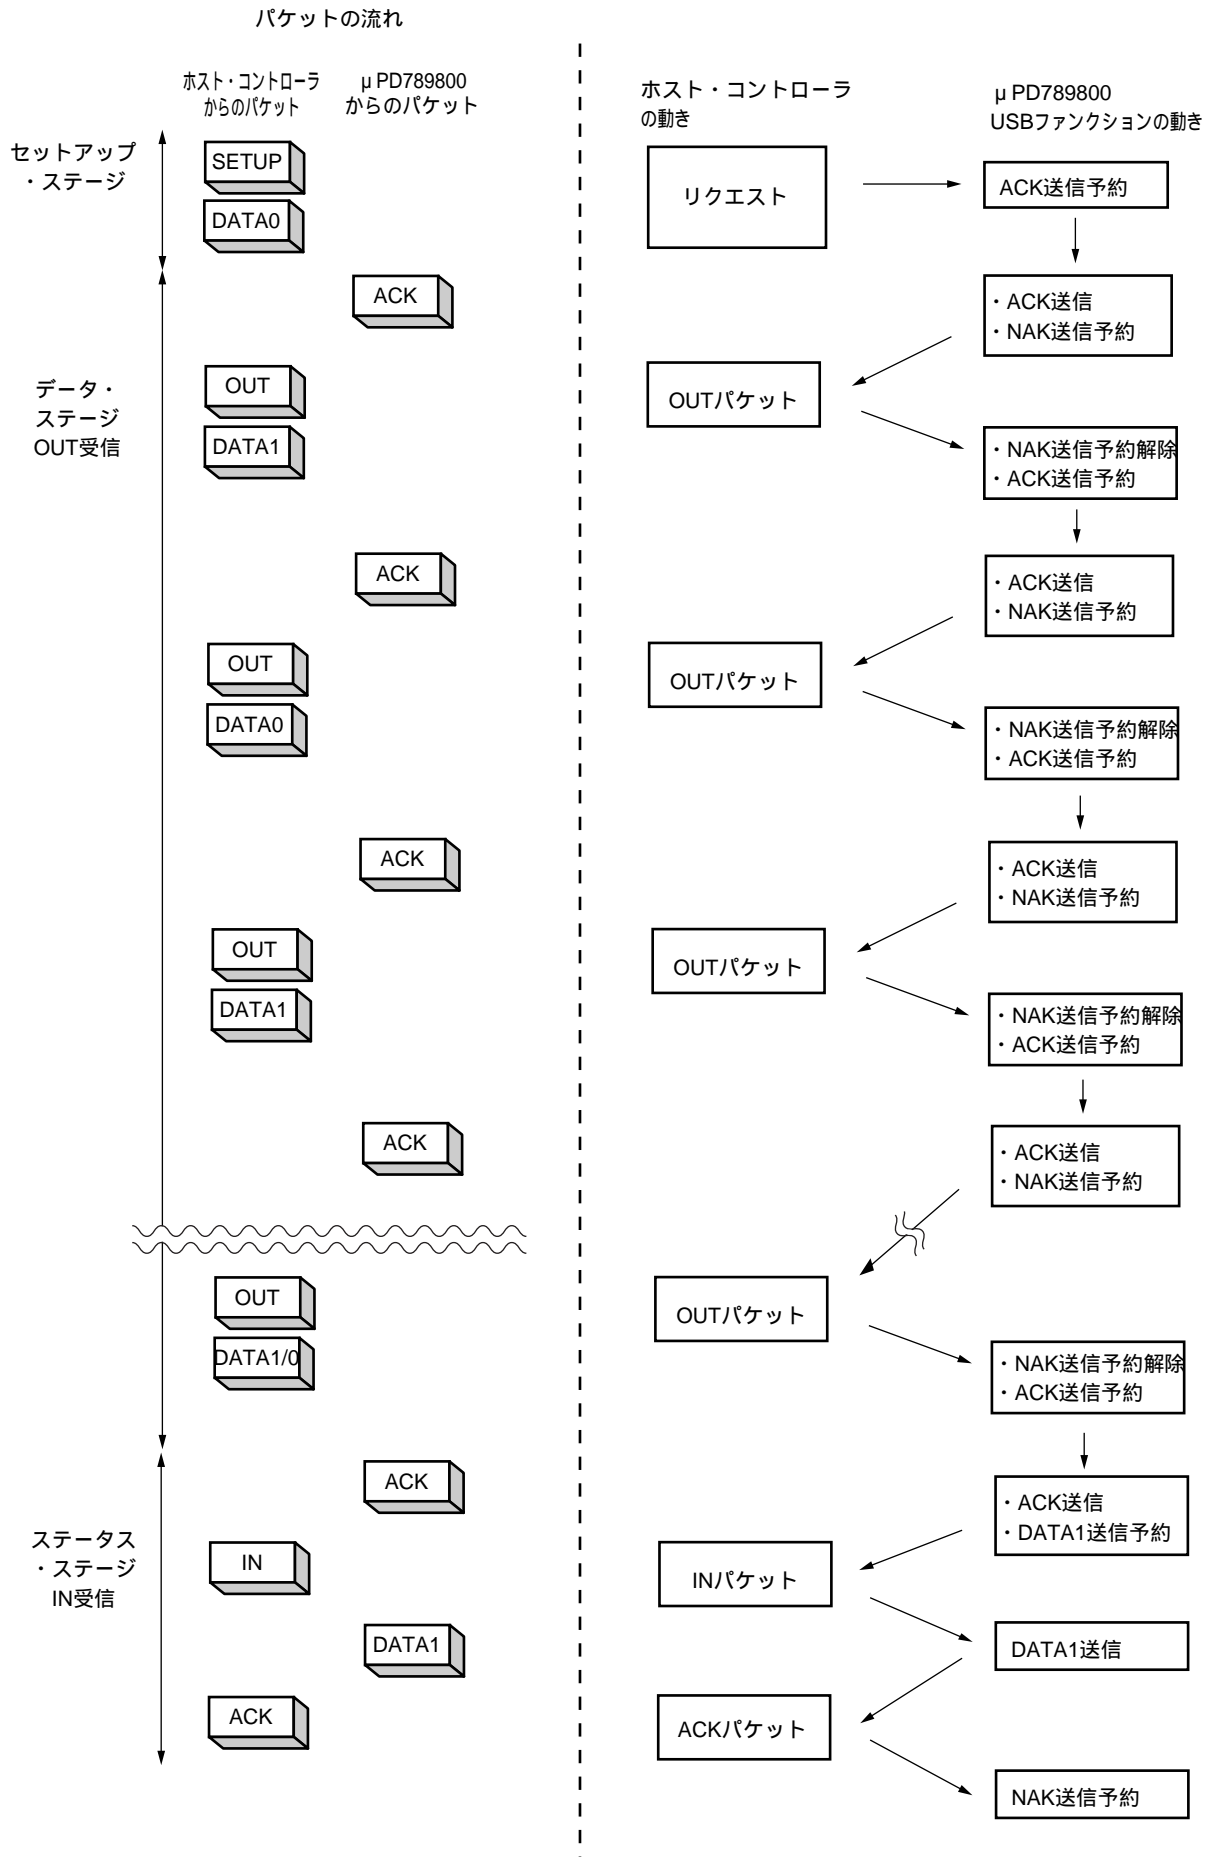 パケットの流れ
ホスト・コントローラ
からのパケット
μPD789800
からのパケット
セットアップ
・ステージ
SETUP
DATA0
ACK
データ・
ステージ
OUT受信
OUT
DATA1
ACK
OUT
DATA0
ACK
OUT
DATA1
ACK
OUT
DATA1/0
ACK
ステータス
・ステージ
IN受信
IN
DATA1
ACK
ホスト・コントローラ
の動き
μPD789800
USBファンクションの動き
リクエスト
ACK送信予約
・ACK送信
・NAK送信予約
OUTパケット
・NAK送信予約解除
・ACK送信予約
・ACK送信
・NAK送信予約
OUTパケット
・NAK送信予約解除
・ACK送信予約
・ACK送信
・NAK送信予約
OUTパケット
・NAK送信予約解除
・ACK送信予約
・ACK送信
・NAK送信予約
OUTパケット
・NAK送信予約解除
・ACK送信予約
・ACK送信
・DATA1送信予約
INパケット
DATA1送信
ACKパケット
NAK送信予約